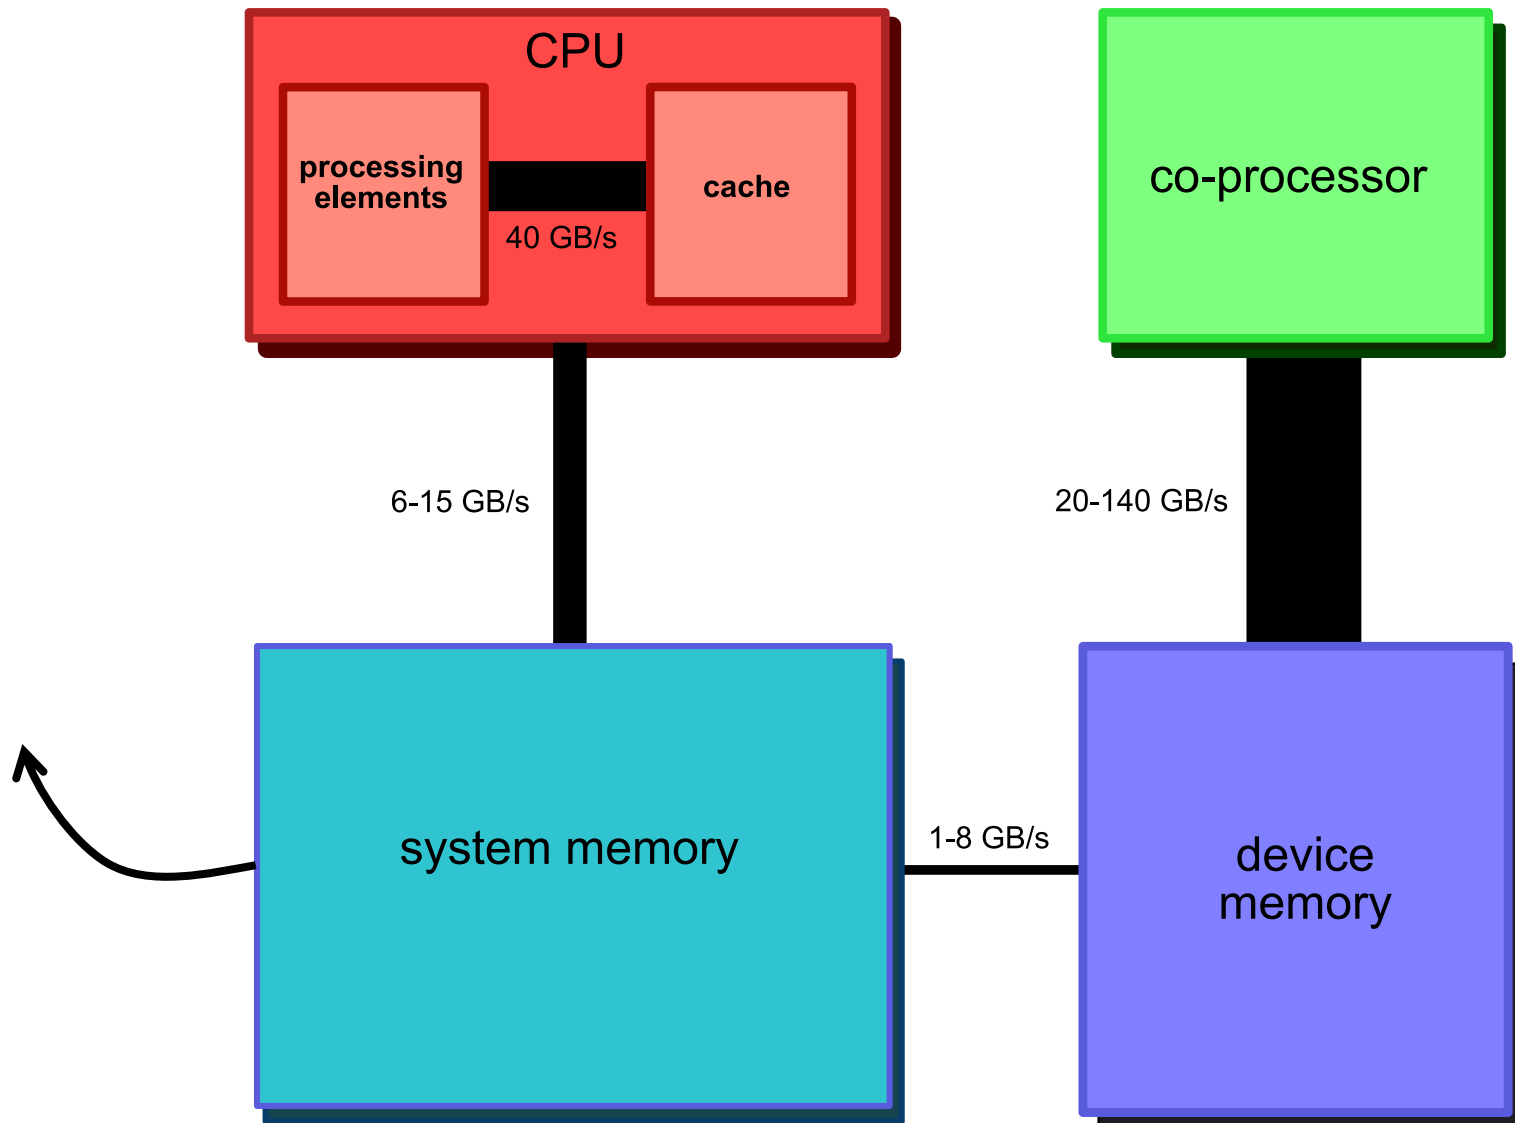 CPU
processing
elements
cache
40 GB/s
co-processor
6-15 GB/s
20-140 GB/s
system memory
1-8 GB/s
device
memory